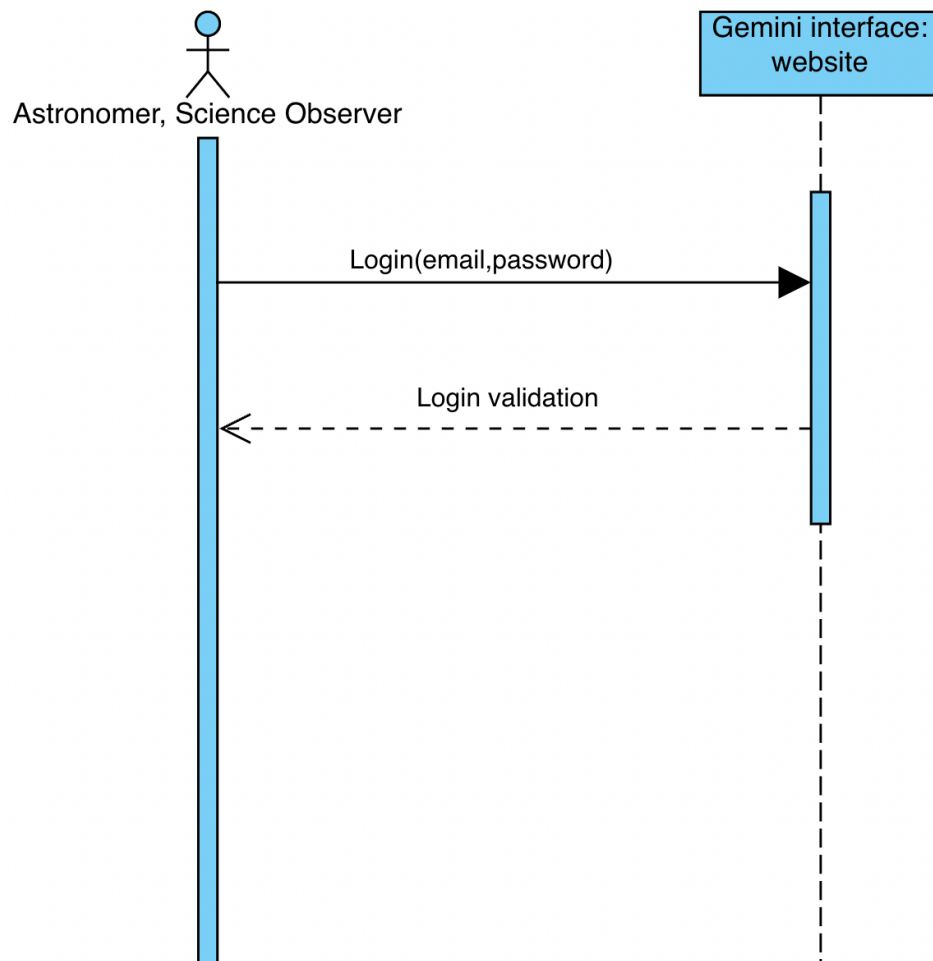 Gemini interface:
website
Astronomer, Science Observer
Login(email,password)
Login validation